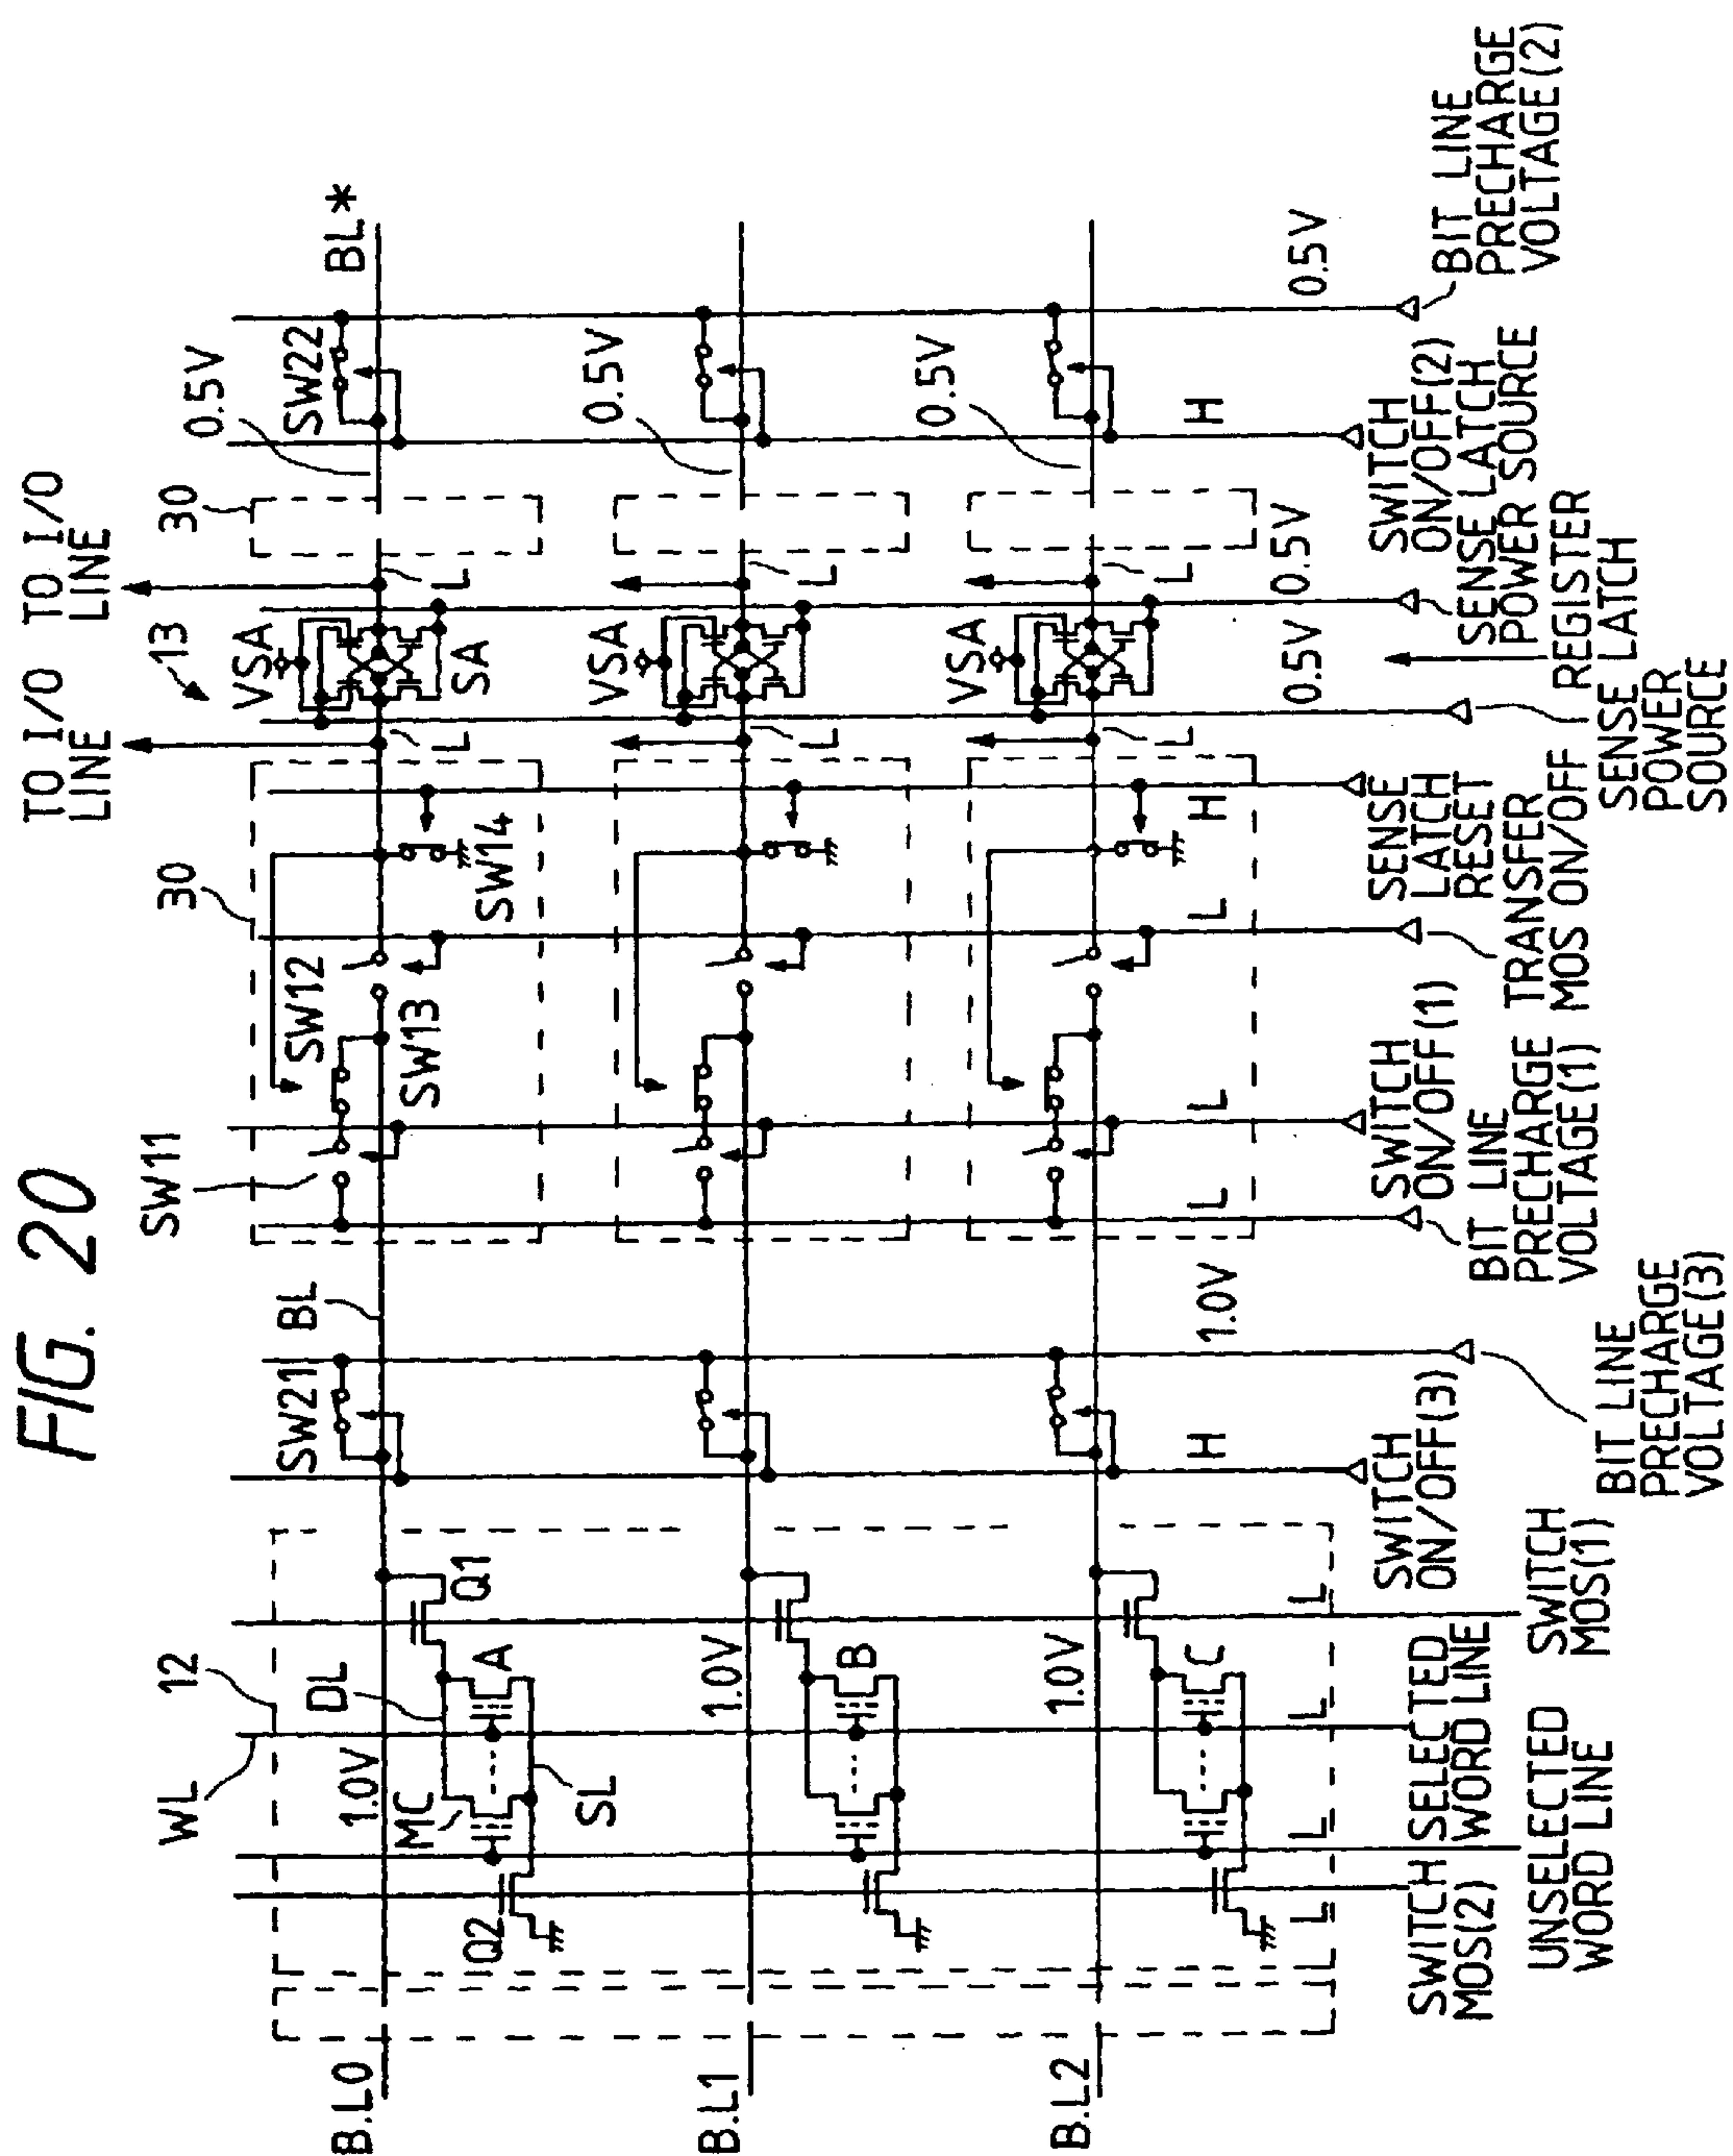 FIG. 20
TO I/O
LINE
TO I/O
LINE
13
30
30
SW11
WL
12
DL
1.0V
MC
A
Q1
SW21
BL
SW12
SW13
SW14
VSA
SA
L
L
0.5V
SW22
BL*
B.L0
Q2
SL
1.0V
B
VSA
L
L
0.5V
B.L1
1.0V
C
VSA
L
L
0.5V
B.L2
L
L
L
L
H
1.0V
L
L
L
H
0.5V
0.5V
H
0.5V
SWITCH
MOS(2)
UNSELECTED
WORD LINE
SELECTED
WORD LINE
SWITCH
MOS(1)
SWITCH
ON/OFF(3)
BIT LINE
PRECHARGE
VOLTAGE(3)
BIT LINE
PRECHARGE
VOLTAGE(1)
SWITCH
ON/OFF(1)
TRANSFER
MOS ON/OFF
SENSE
LATCH
RESET
SENSE LATCH
POWER
SOURCE
REGISTER
SENSE LATCH
POWER SOURCE
SWITCH
ON/OFF(2)
BIT LINE
PRECHARGE
VOLTAGE(2)